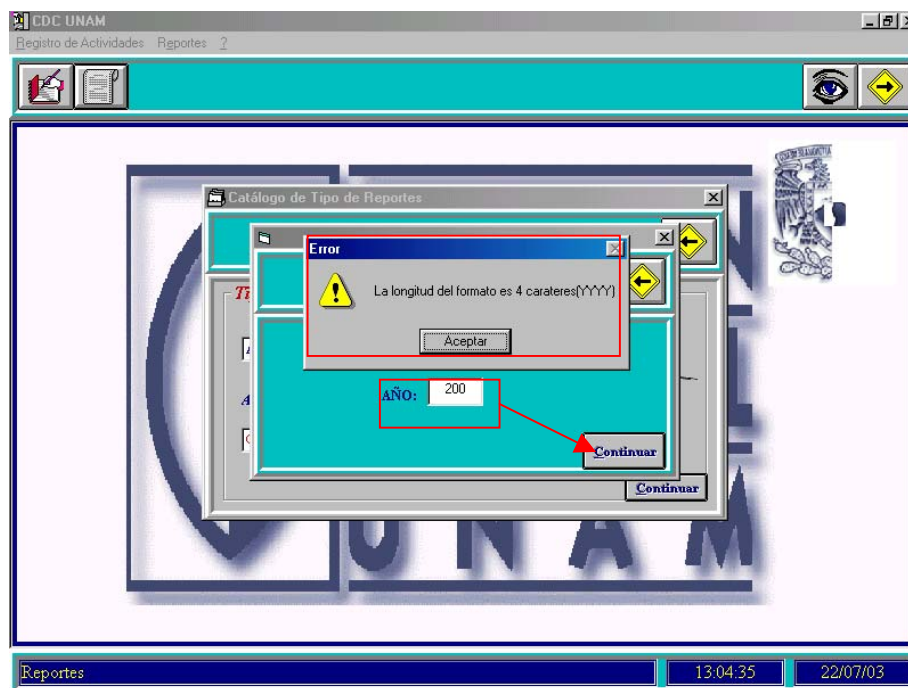 CDC UNAM
Registro de Actividades Reportes ?
Catálogo de Tipo de Reportes
Error
La longitud del formato es 4 carateres(YYYY)
Aceptar
AÑO: 200
Continuar
Continuar
UNAM
Reportes 13:04:35 22/07/03